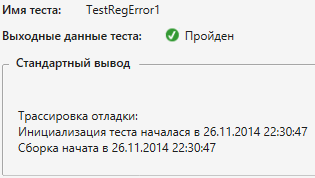 Имя теста: TestRegError1
Выходные данные теста: Пройден
Стандартный вывод
Трассировка отладки:
Инициализация теста началася в 26.11.2014 22:30:47
Сборка начата в 26.11.2014 22:30:47